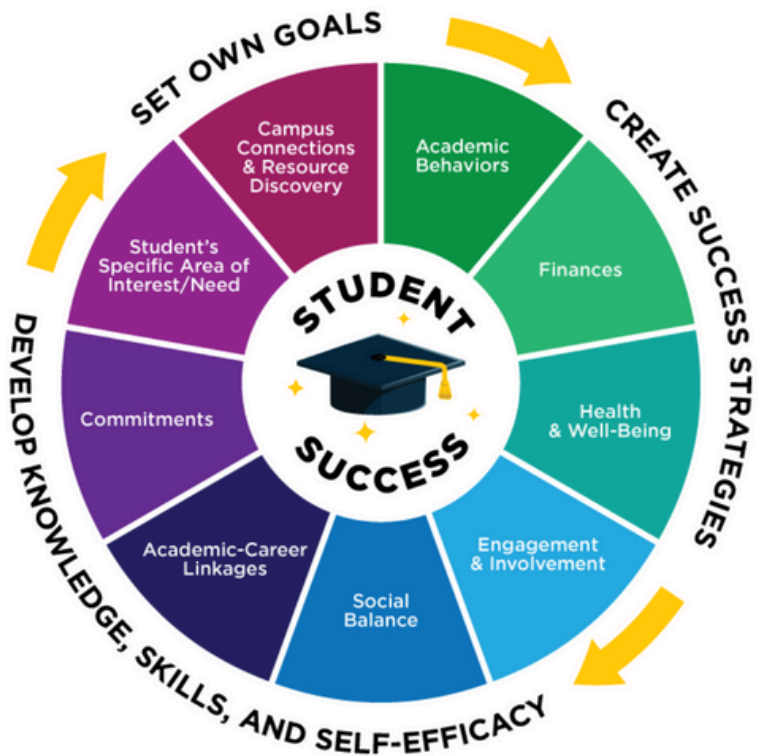 SET OWN GOALS
CREATE SUCCESS STRATEGIES
DEVELOP KNOWLEDGE, SKILLS, AND SELF-EFFICACY
Campus
Connections
& Resource
Discovery
Academic
Behaviors
Finances
Health
& Well-Being
Engagement
& Involvement
Social
Balance
Academic-Career
Linkages
Commitments
Student's
Specific Area of
Interest/Need
STUDENT
SUCCESS